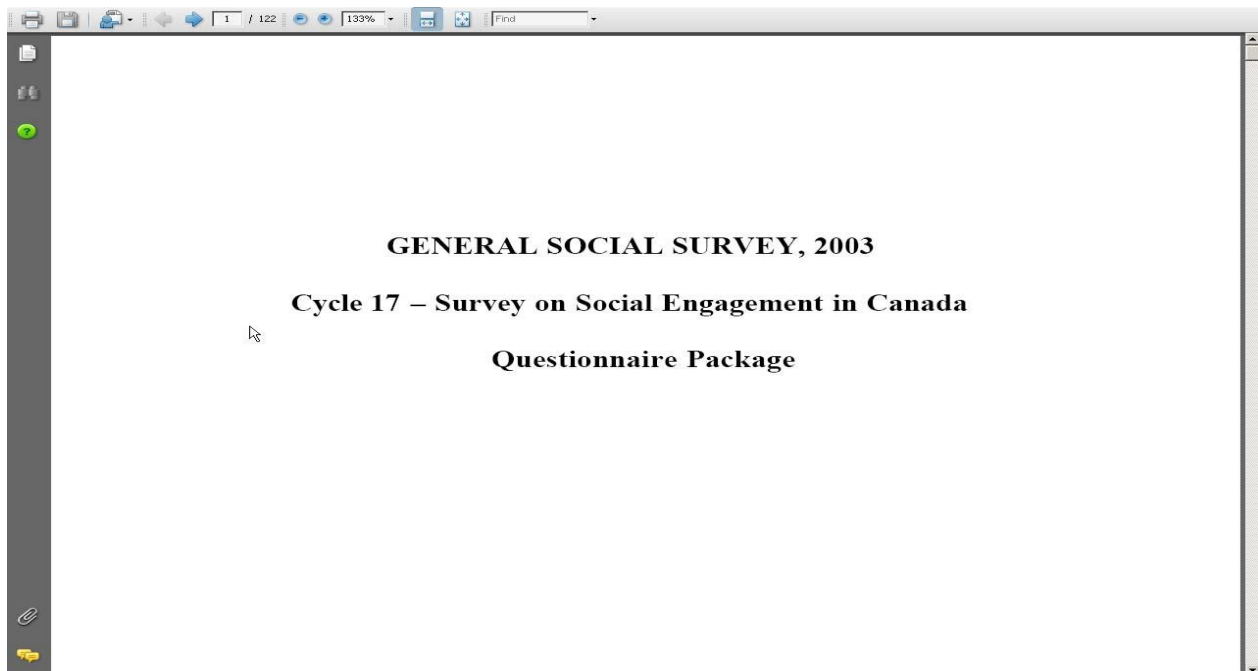 1 / 122 133% Find
GENERAL SOCIAL SURVEY, 2003
Cycle 17 – Survey on Social Engagement in Canada
Questionnaire Package